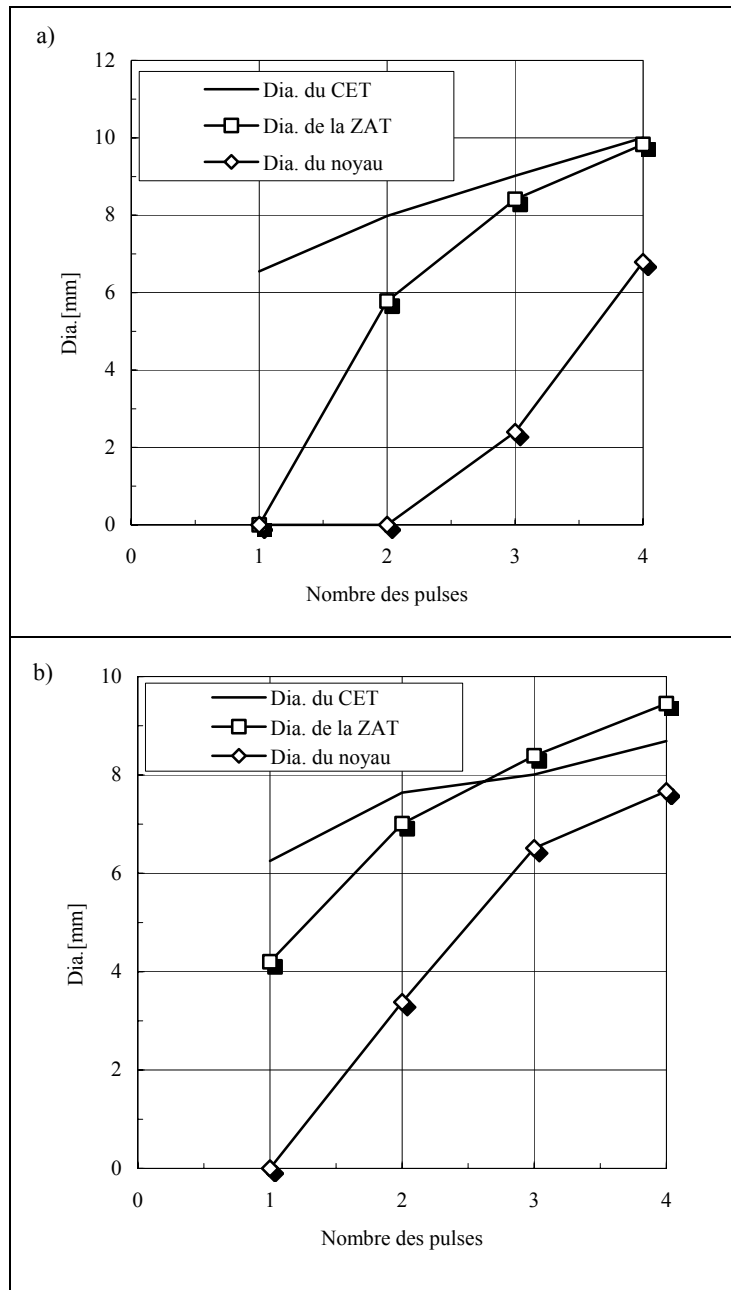 a)
12
10
8
6
4
2
0
Dia.[mm]
Dia. du CET
Dia. de la ZAT
Dia. du noyau
0 1 2 3 4
Nombre des pulses
b)
10
8
6
4
2
0
Dia.[mm]
Dia. du CET
Dia. de la ZAT
Dia. du noyau
0 1 2 3 4
Nombre des pulses